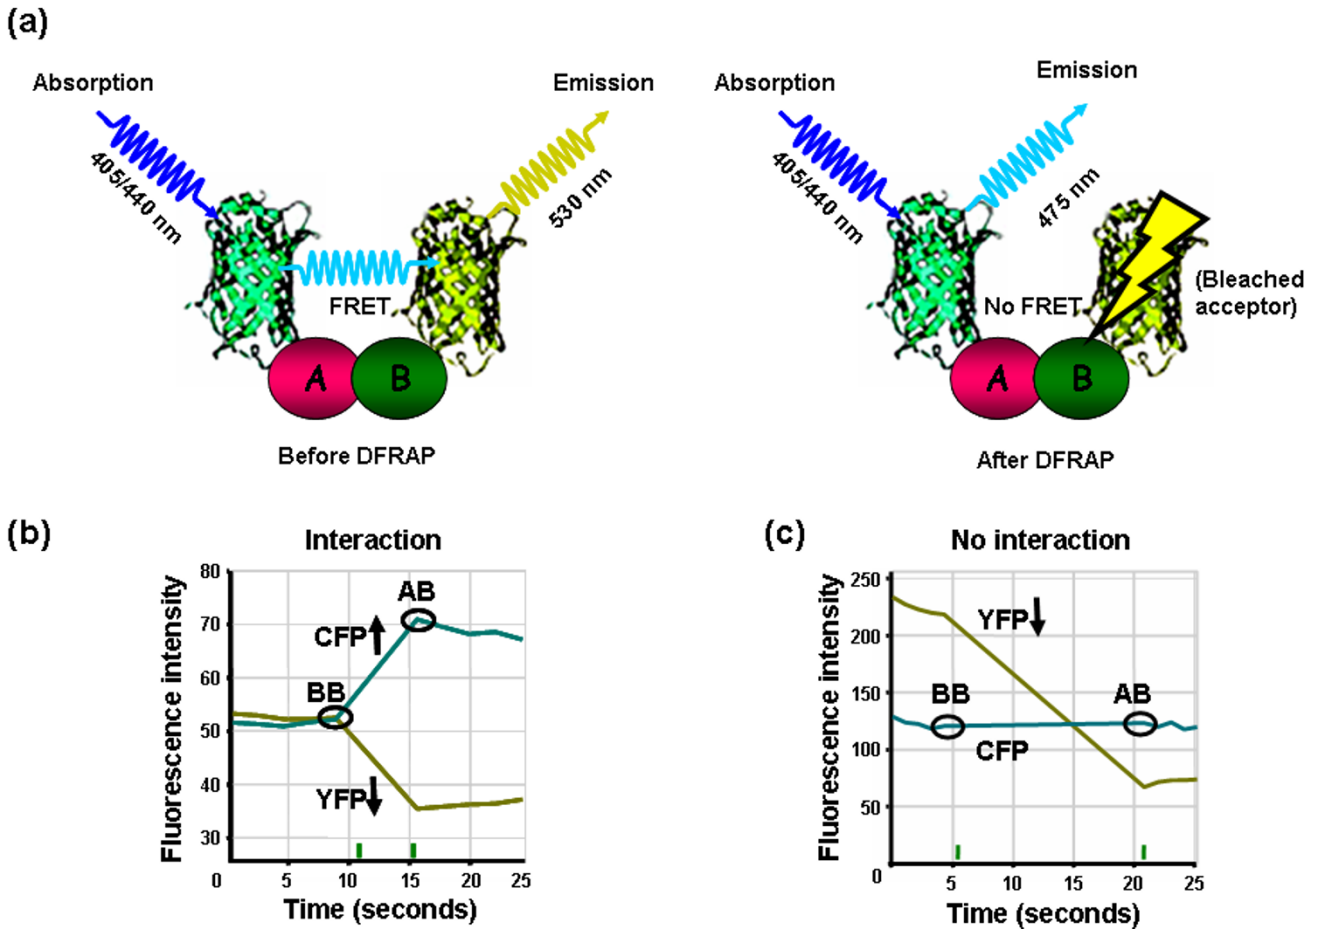 (a)
Absorption
Emission
405/440 nm
530 nm
FRET
A B
Before DFRAP
Absorption
Emission
405/440 nm
475 nm
No FRET
(Bleached
acceptor)
A B
After DFRAP
(b)
Interaction
Fluorescence intensity
80
70
60
50
40
30
AB
CFP
BB
YFP
0 5 10 15 20 25
Time (seconds)
(c)
No interaction
Fluorescence intensity
250
200
150
100
50
YFP
BB
AB
CFP
0 5 10 15 20 25
Time (seconds)